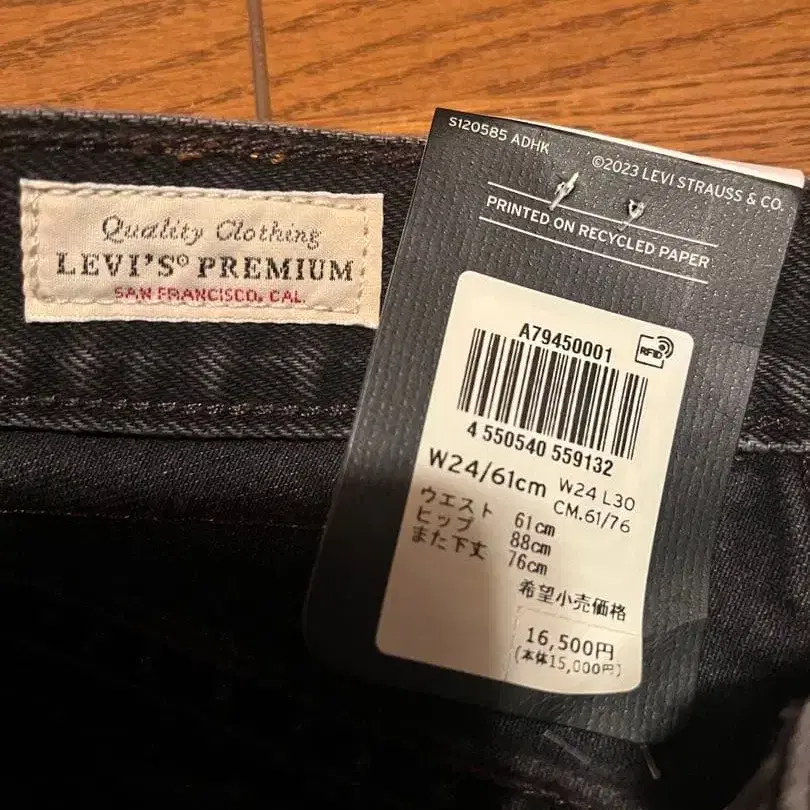 Quality Clothing
LEVI'S® PREMIUM
SAN FRANCISCO, CAL.
S120585 ADHK
©2023 LEVI STRAUSS & CO.
PRINTED ON RECYCLED PAPER
A79450001
RFID
4 550540 559132
W24/61cm
W24 L30
CM.61/76
ウエスト 61cm
ヒップ 88cm
また下丈 76cm
希望小売価格
16,500円
(本体15,000円)